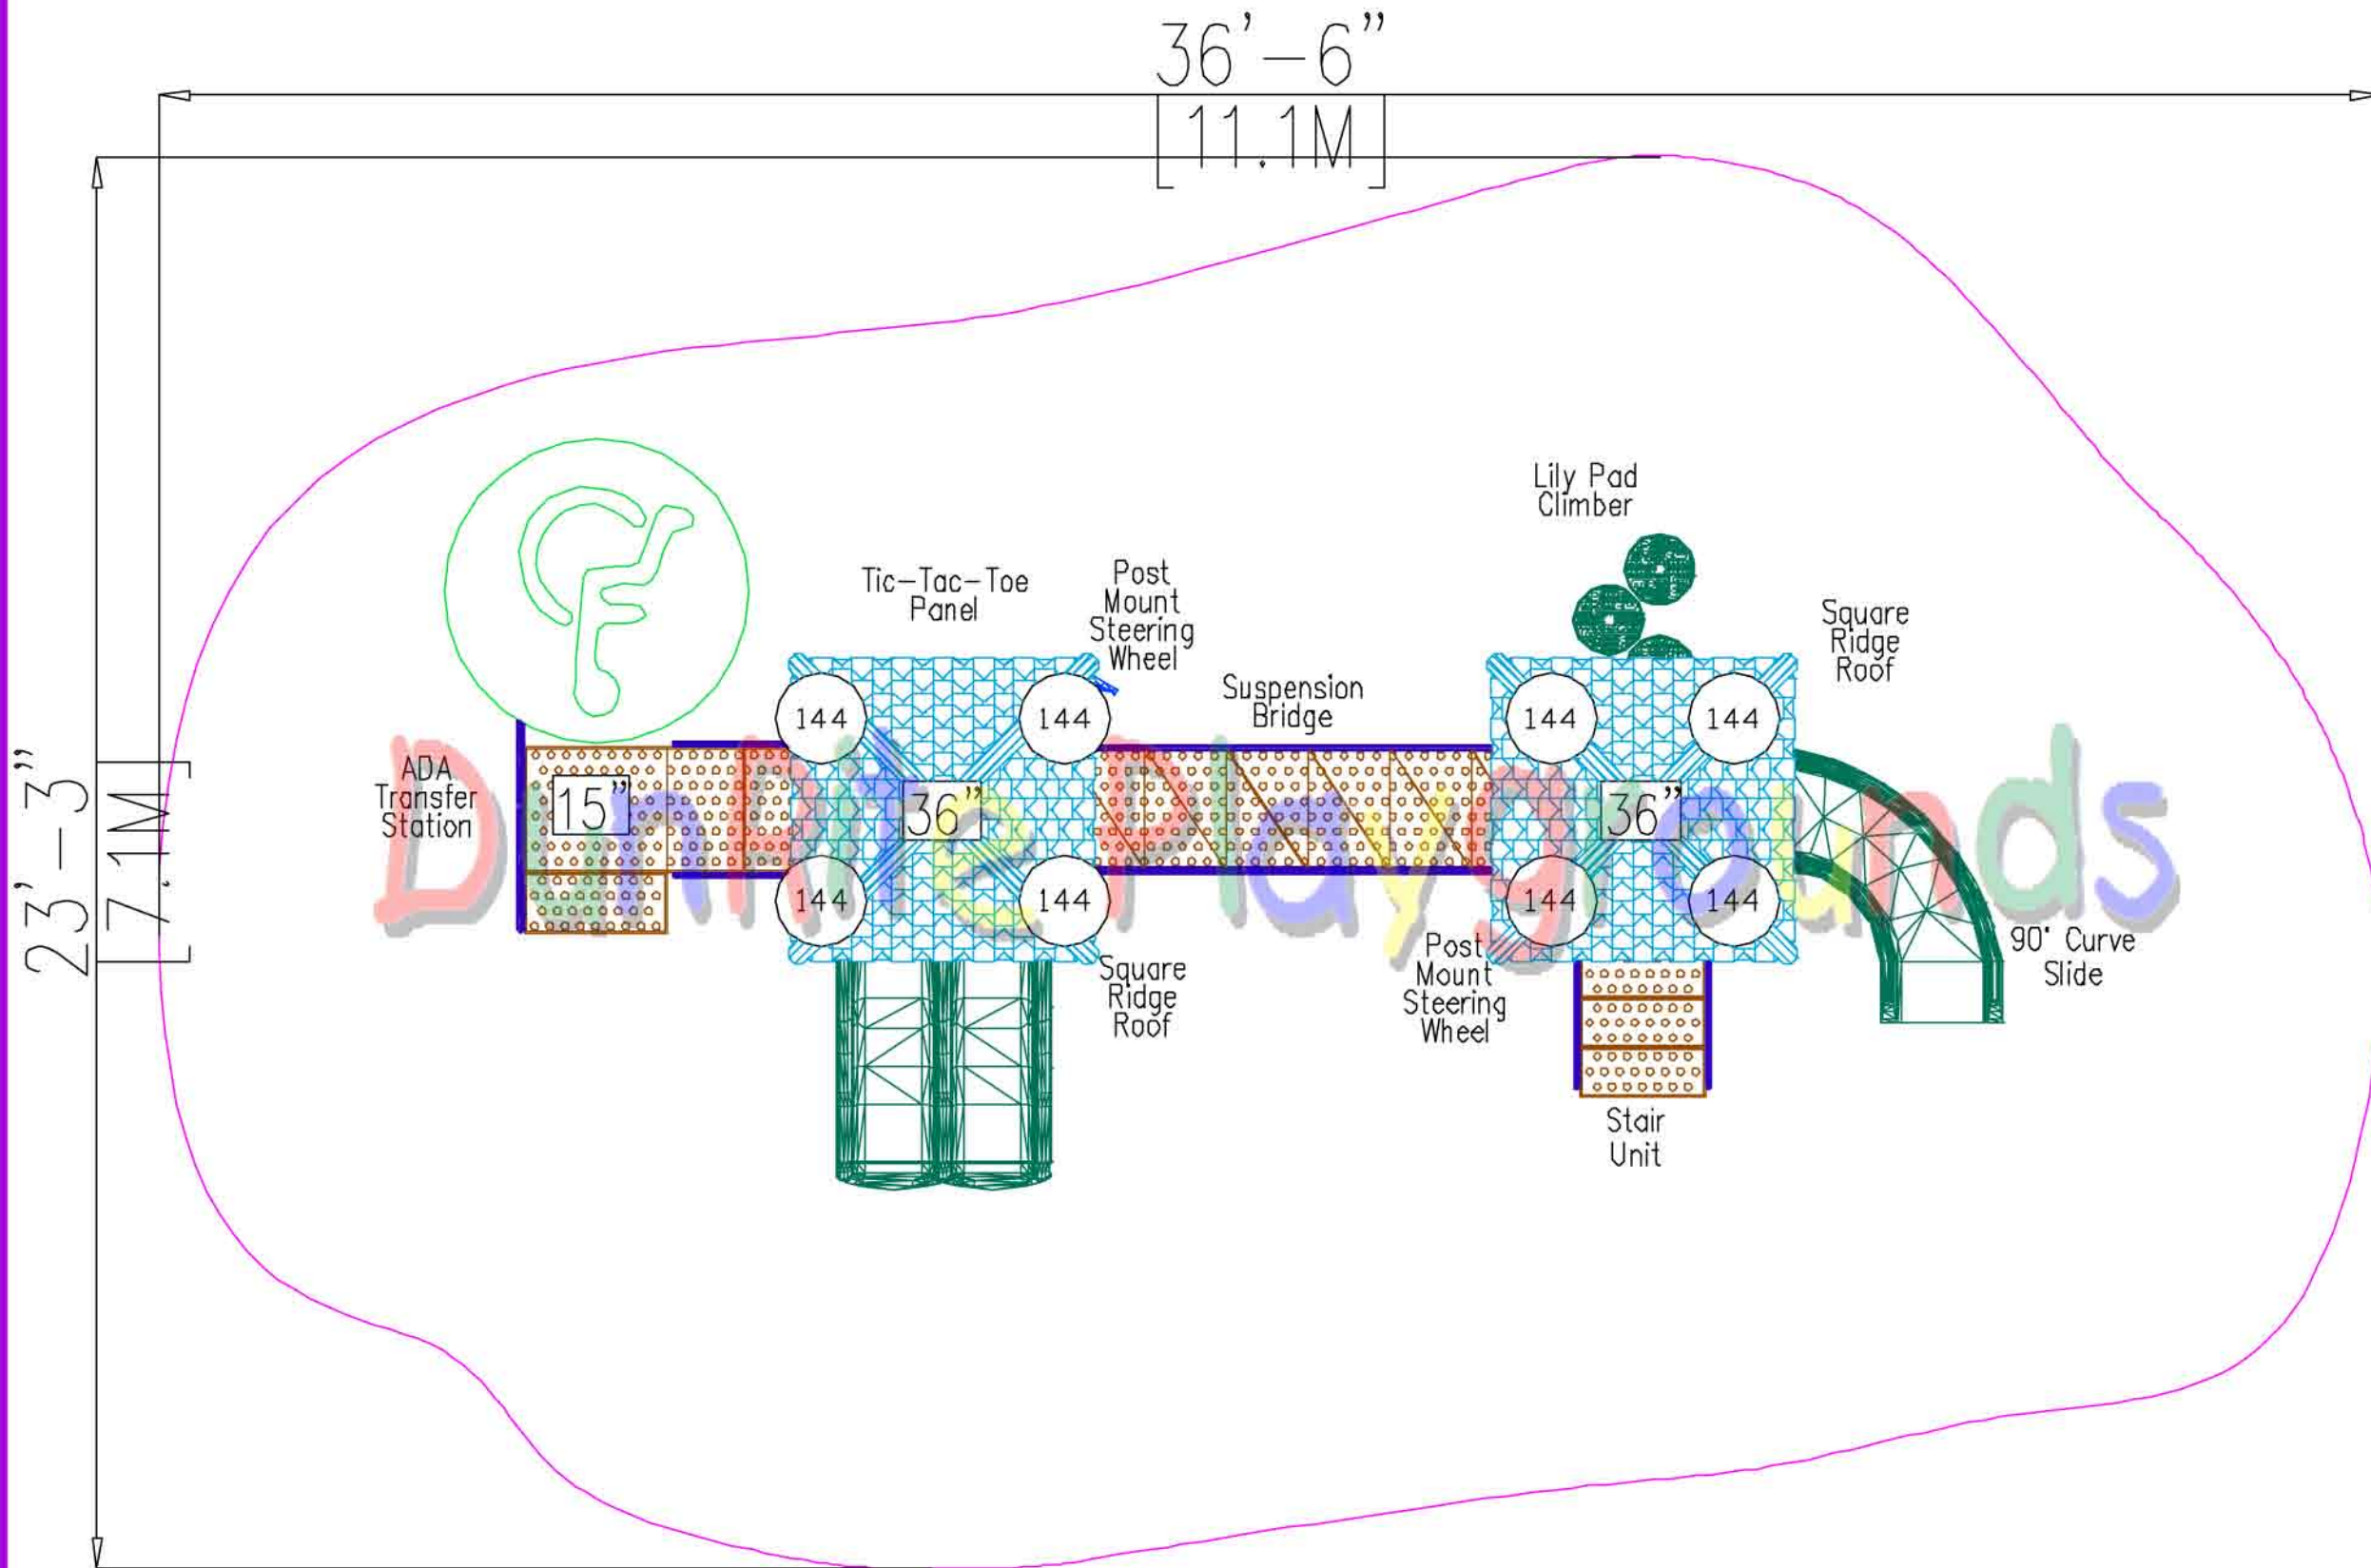 36'-6"
[11.1M]
23'-3"
[7.1M]
Lily Pad
Climber
Tic-Tac-Toe
Panel
Post
Mount
Steering
Wheel
Square
Ridge
Roof
Suspension
Bridge
144
144
144
144
ADA
Transfer
Station
15"
36"
36"
DunRite Playgrounds
144
144
144
144
Post
Mount
Steering
Wheel
Square
Ridge
Roof
90° Curve
Slide
Stair
Unit